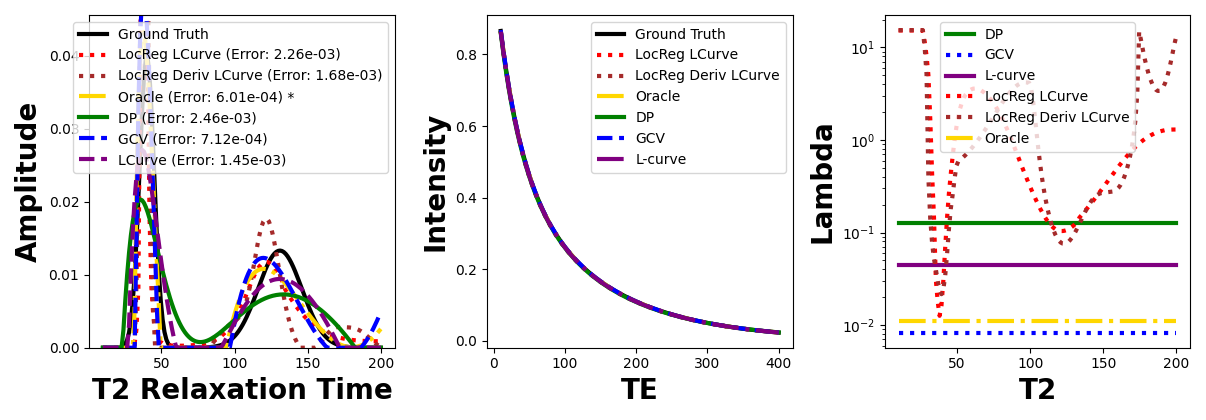 Amplitude
0.04
0.03
0.02
0.01
0.00
50
100
150
200
T2 Relaxation Time
Ground Truth
LocReg LCurve (Error: 2.26e-03)
LocReg Deriv LCurve (Error: 1.68e-03)
Oracle (Error: 6.01e-04) *
DP (Error: 2.46e-03)
GCV (Error: 7.12e-04)
LCurve (Error: 1.45e-03)
Intensity
0.8
0.6
0.4
0.2
0.0
0
100
200
300
400
TE
Ground Truth
LocReg LCurve
LocReg Deriv LCurve
Oracle
DP
GCV
L-curve
Lambda
10¹
10⁰
10⁻¹
10⁻²
50
100
150
200
T2
DP
GCV
L-curve
LocReg LCurve
LocReg Deriv LCurve
Oracle